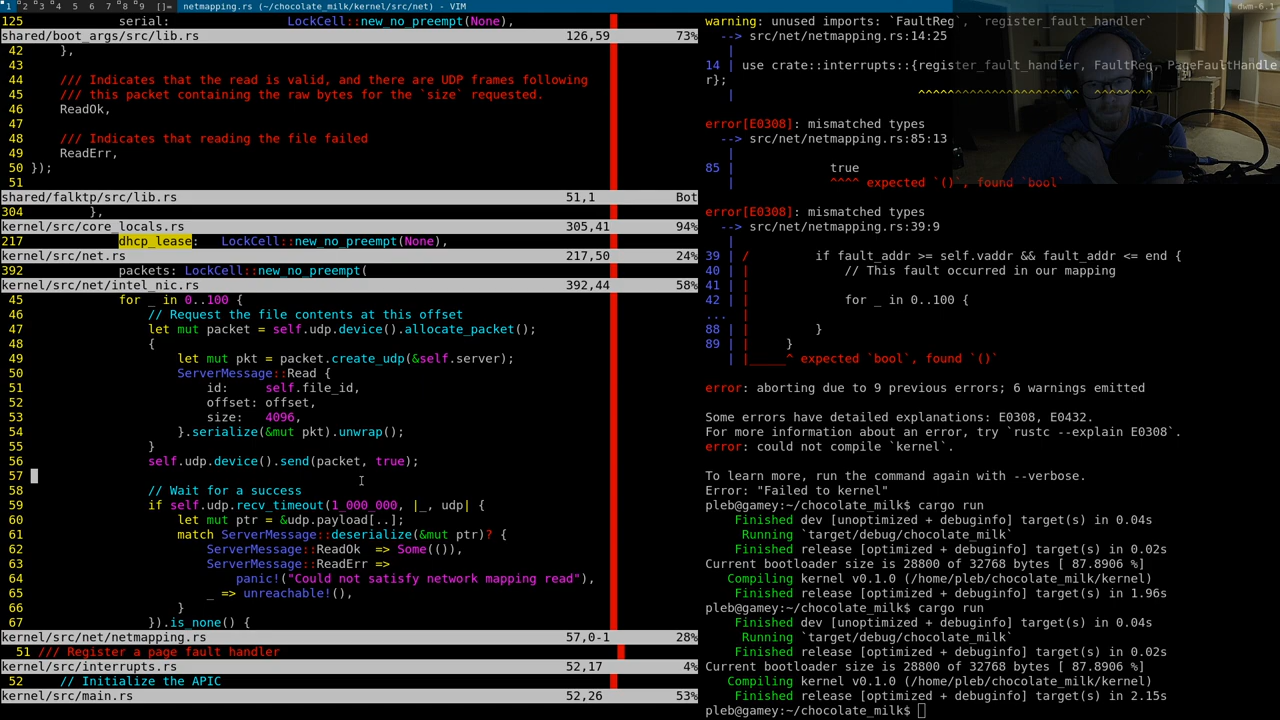 1 2 3 4 5 6 7 8 9 []= netmapping.rs (~/chocolate_milk/kernel/src/net) - VIM dwm-6.1
125 serial: LockCell::new_no_preempt(None),
shared/boot_args/src/lib.rs 126,59 73%
42 },
43
44 /// Indicates that the read is valid, and there are UDP frames following
45 /// this packet containing the raw bytes for the `size` requested.
46 ReadOk,
47
48 /// Indicates that reading the file failed
49 ReadErr,
50 });
51
shared/falktp/src/lib.rs 51,1 Bot
304 },
kernel/src/core_locals.rs 305,41 94%
217 dhcp_lease: LockCell::new_no_preempt(None),
kernel/src/net.rs 217,50 24%
392 packets: LockCell::new_no_preempt(
kernel/src/net/intel_nic.rs 392,44 58%
45 for _ in 0..100 {
46 // Request the file contents at this offset
47 let mut packet = self.udp.device().allocate_packet();
48 {
49 let mut pkt = packet.create_udp(&self.server);
50 ServerMessage::Read {
51 id: self.file_id,
52 offset: offset,
53 size: 4096,
54 }.serialize(&mut pkt).unwrap();
55 }
56 self.udp.device().send(packet, true);
57
58 // Wait for a success
59 if self.udp.recv_timeout(1_000_000, |_, udp| {
60 let mut ptr = &udp.payload[..];
61 match ServerMessage::deserialize(&mut ptr)? {
62 ServerMessage::ReadOk => Some(()),
63 ServerMessage::ReadErr =>
64 panic!("Could not satisfy network mapping read"),
65 _ => unreachable!(),
66 }
67 }).is_none() {
kernel/src/net/netmapping.rs 57,0-1 28%
51 /// Register a page fault handler
kernel/src/interrupts.rs 52,17 4%
52 // Initialize the APIC
kernel/src/main.rs 52,26 53%
warning: unused imports: `FaultReg`, `register_fault_handler`
--> src/net/netmapping.rs:14:25
|
14 | use crate::interrupts::{register_fault_handler, FaultReg, PageFaultHandle
r};
| ^^^^^^^^^^^^^^^^^^^^^^ ^^^^^^^^
error[E0308]: mismatched types
--> src/net/netmapping.rs:85:13
|
85 | true
| ^^^^ expected `()`, found `bool`
error[E0308]: mismatched types
--> src/net/netmapping.rs:39:9
|
39 | / if fault_addr >= self.vaddr && fault_addr <= end {
40 | | // This fault occurred in our mapping
41 | |
42 | | for _ in 0..100 {
... |
88 | | }
89 | | }
| |_____^ expected `bool`, found `()`
error: aborting due to 9 previous errors; 6 warnings emitted
Some errors have detailed explanations: E0308, E0432.
For more information about an error, try `rustc --explain E0308`.
error: could not compile `kernel`.
To learn more, run the command again with --verbose.
Error: "Failed to kernel"
pleb@gamey:~/chocolate_milk$ cargo run
Finished dev [unoptimized + debuginfo] target(s) in 0.04s
Running `target/debug/chocolate_milk`
Finished release [optimized + debuginfo] target(s) in 0.02s
Current bootloader size is 28800 of 32768 bytes [ 87.8906 %]
Compiling kernel v0.1.0 (/home/pleb/chocolate_milk/kernel)
Finished release [optimized + debuginfo] target(s) in 1.96s
pleb@gamey:~/chocolate_milk$ cargo run
Finished dev [unoptimized + debuginfo] target(s) in 0.04s
Running `target/debug/chocolate_milk`
Finished release [optimized + debuginfo] target(s) in 0.02s
Current bootloader size is 28800 of 32768 bytes [ 87.8906 %]
Compiling kernel v0.1.0 (/home/pleb/chocolate_milk/kernel)
Finished release [optimized + debuginfo] target(s) in 2.15s
pleb@gamey:~/chocolate_milk$